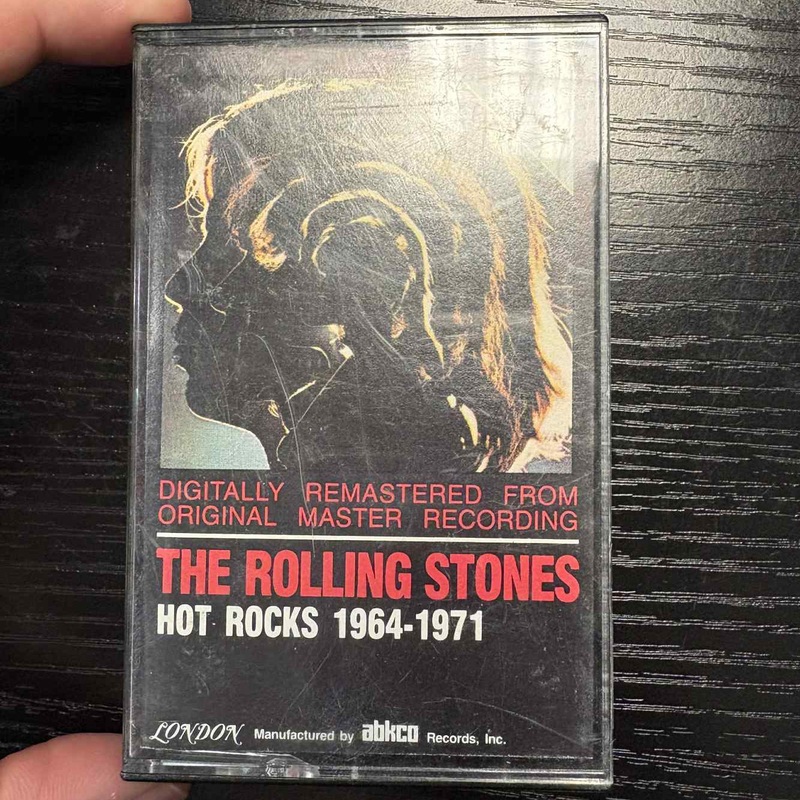 DIGITALLY REMASTERED FROM
ORIGINAL MASTER RECORDING
THE ROLLING STONES
HOT ROCKS 1964-1971
LONDON Manufactured by abkco Records, Inc.